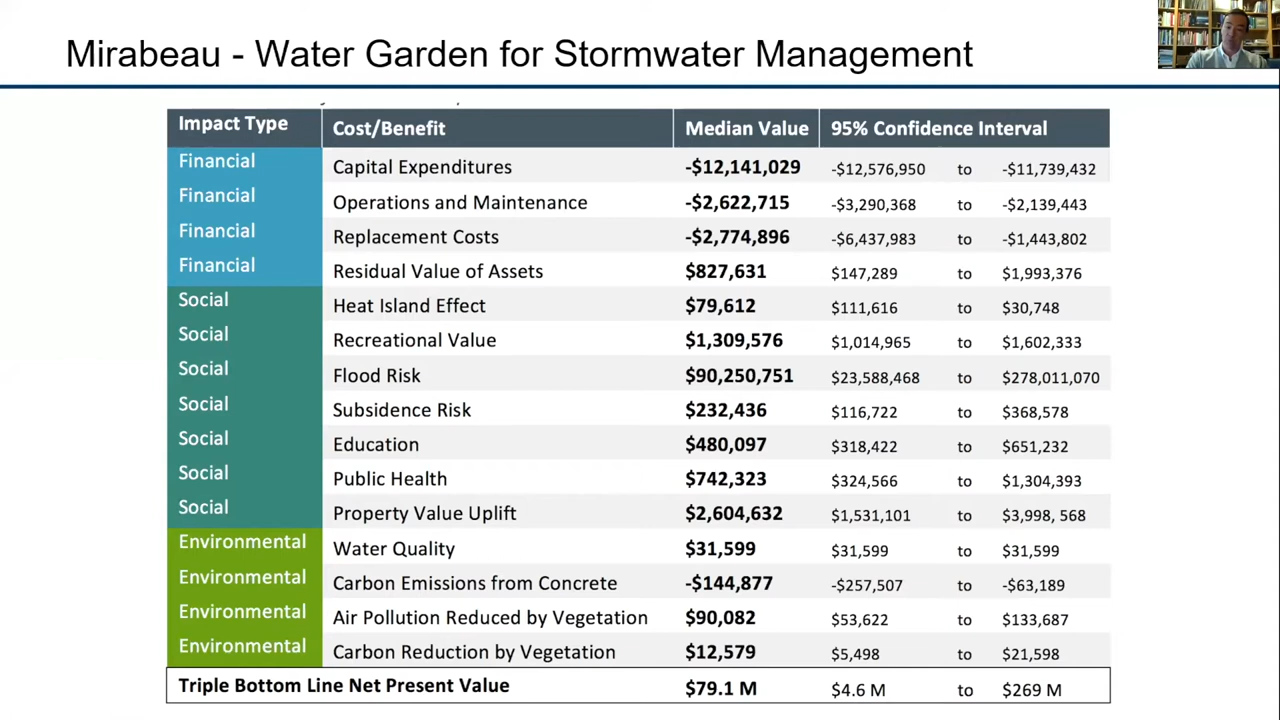 Mirabeau - Water Garden for Stormwater Management
Impact Type Cost/Benefit Median Value 95% Confidence Interval
Financial Capital Expenditures -$12,141,029 -$12,576,950 to -$11,739,432
Financial Operations and Maintenance -$2,622,715 -$3,290,368 to -$2,139,443
Financial Replacement Costs -$2,774,896 -$6,437,983 to -$1,443,802
Financial Residual Value of Assets $827,631 $147,289 to $1,993,376
Social Heat Island Effect $79,612 $111,616 to $30,748
Social Recreational Value $1,309,576 $1,014,965 to $1,602,333
Social Flood Risk $90,250,751 $23,588,468 to $278,011,070
Social Subsidence Risk $232,436 $116,722 to $368,578
Social Education $480,097 $318,422 to $651,232
Social Public Health $742,323 $324,566 to $1,304,393
Social Property Value Uplift $2,604,632 $1,531,101 to $3,998, 568
Environmental Water Quality $31,599 $31,599 to $31,599
Environmental Carbon Emissions from Concrete -$144,877 -$257,507 to -$63,189
Environmental Air Pollution Reduced by Vegetation $90,082 $53,622 to $133,687
Environmental Carbon Reduction by Vegetation $12,579 $5,498 to $21,598
Triple Bottom Line Net Present Value $79.1 M $4.6 M to $269 M